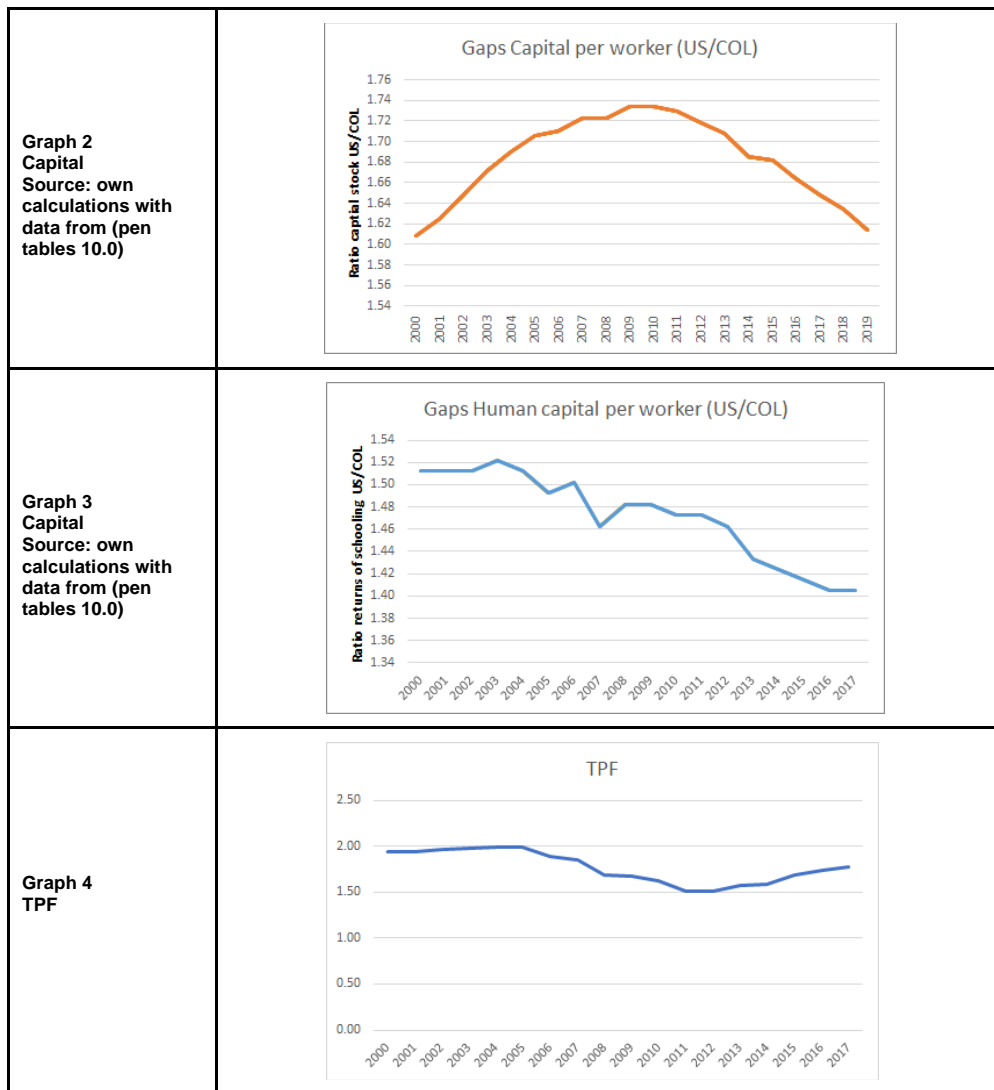 Graph 2
Capital
Source: own
calculations with
data from (pen
tables 10.0)
Gaps Capital per worker (US/COL)
Ratio captial stock US/COL
1.76
1.74
1.72
1.70
1.68
1.66
1.64
1.62
1.60
1.58
1.56
1.54
2000 2001 2002 2003 2004 2005 2006 2007 2008 2009 2010 2011 2012 2013 2014 2015 2016 2017 2018 2019
Graph 3
Capital
Source: own
calculations with
data from (pen
tables 10.0)
Gaps Human capital per worker (US/COL)
Ratio returns of schooling US/COL
1.54
1.52
1.50
1.48
1.46
1.44
1.42
1.40
1.38
1.36
1.34
2000 2001 2002 2003 2004 2005 2006 2007 2008 2009 2010 2011 2012 2013 2014 2015 2016 2017
Graph 4
TPF
TPF
2.50
2.00
1.50
1.00
0.50
0.00
2000 2001 2002 2003 2004 2005 2006 2007 2008 2009 2010 2011 2012 2013 2014 2015 2016 2017